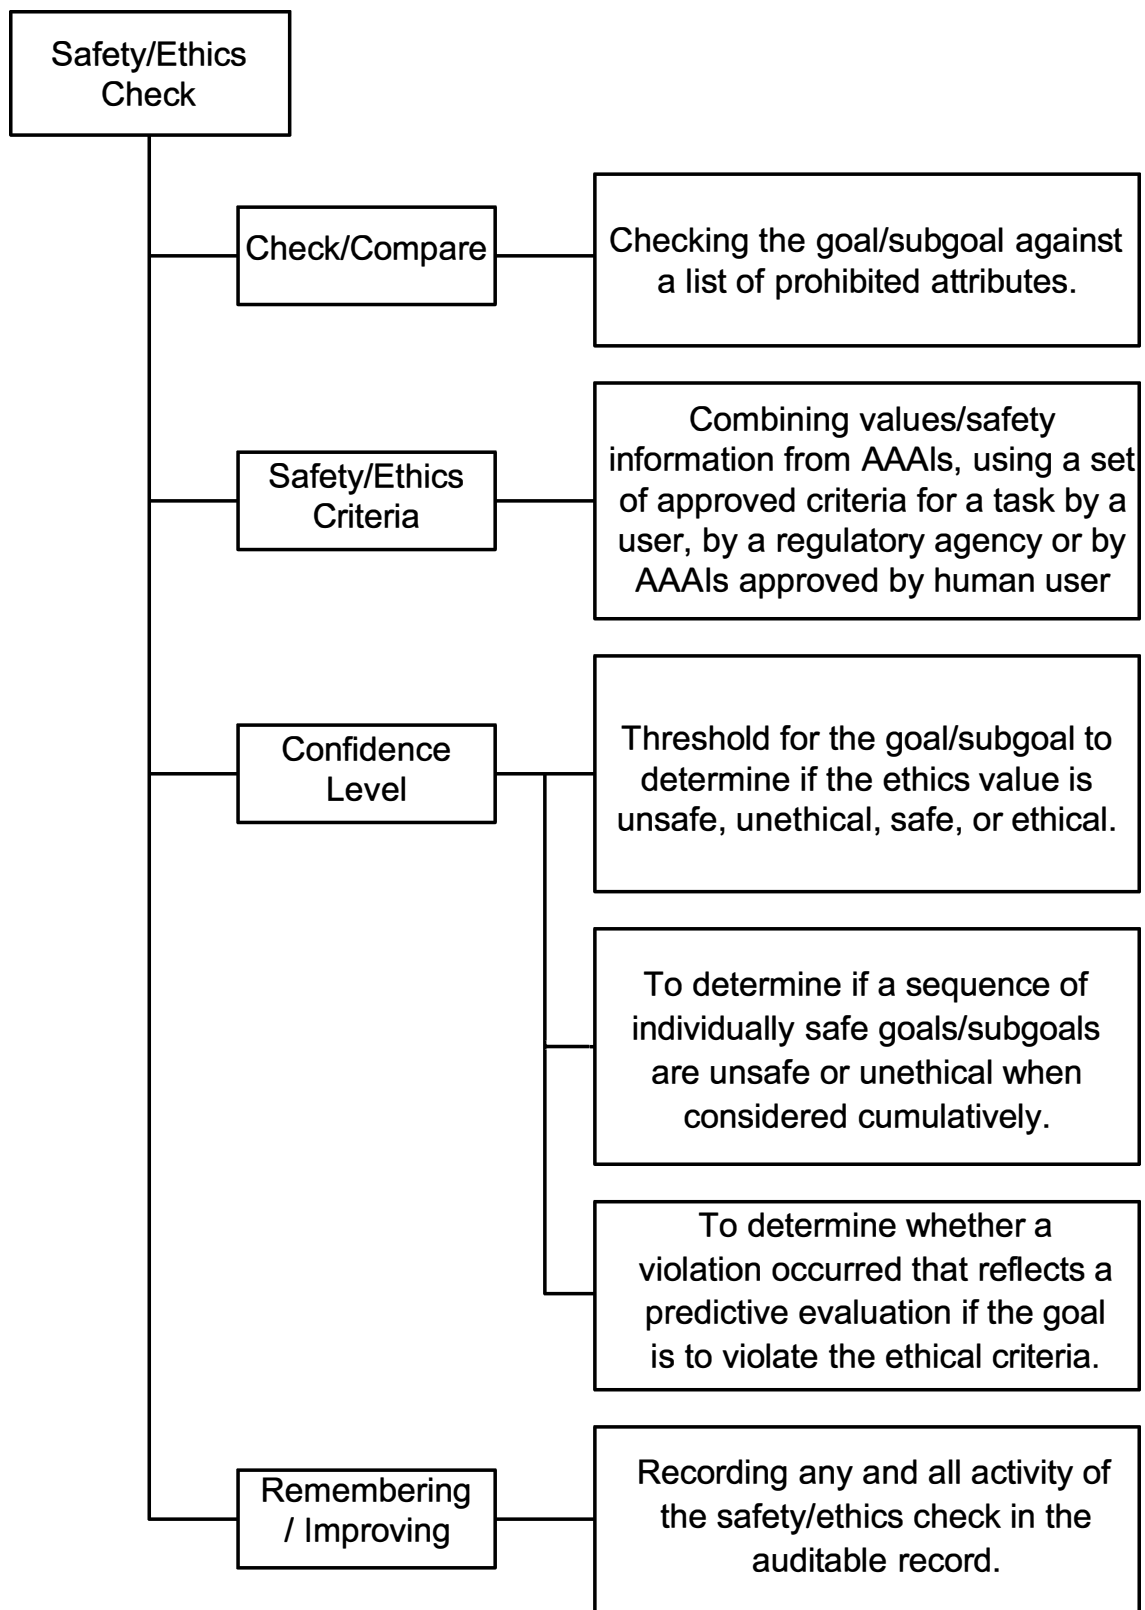 Safety/Ethics
Check
Check/Compare
Checking the goal/subgoal against
a list of prohibited attributes.
Safety/Ethics
Criteria
Combining values/safety
information from AAAIs, using a set
of approved criteria for a task by a
user, by a regulatory agency or by
AAAIs approved by human user
Confidence
Level
Threshold for the goal/subgoal to
determine if the ethics value is
unsafe, unethical, safe, or ethical.
To determine if a sequence of
individually safe goals/subgoals
are unsafe or unethical when
considered cumulatively.
To determine whether a
violation occurred that reflects a
predictive evaluation if the goal
is to violate the ethical criteria.
Remembering
/ Improving
Recording any and all activity of
the safety/ethics check in the
auditable record.